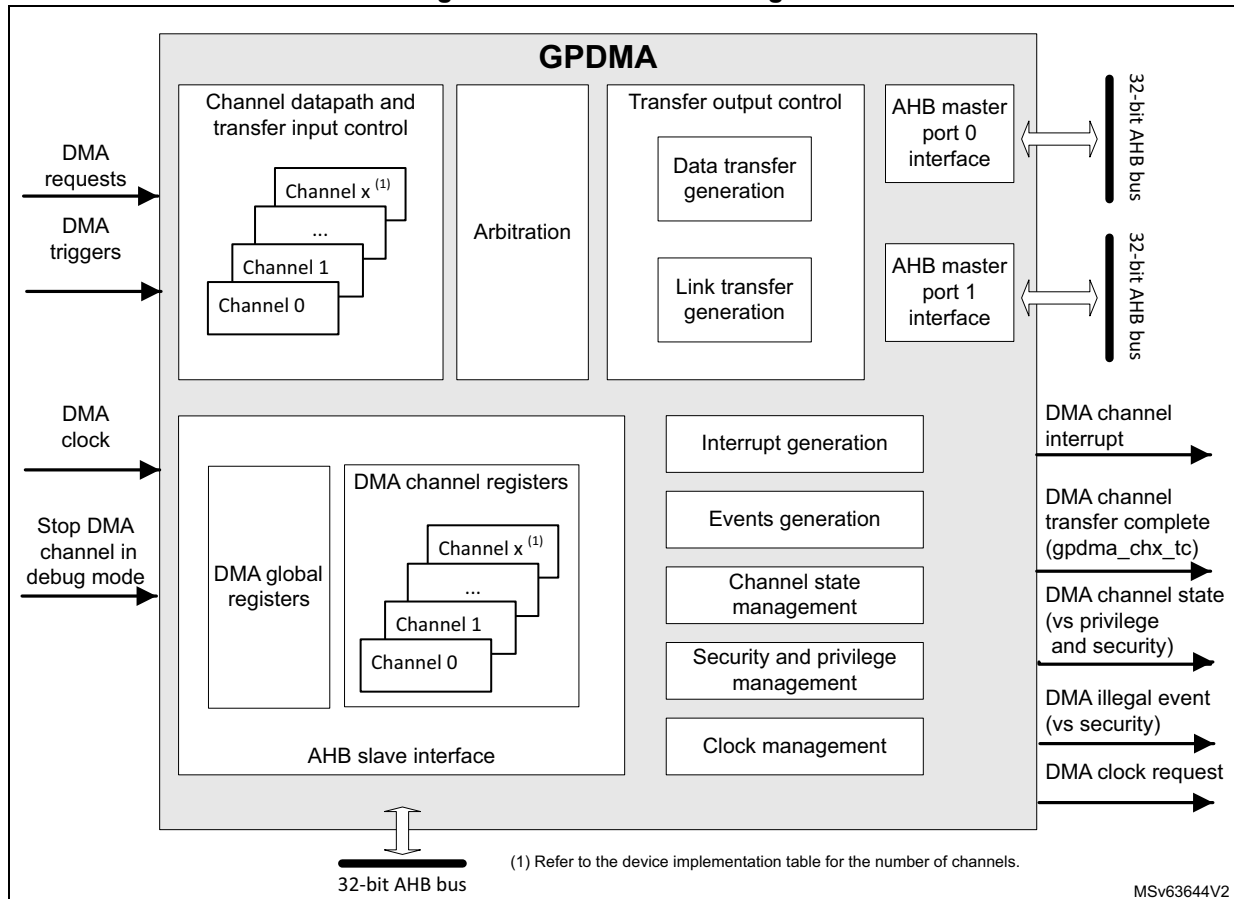 GPDMA
Channel datapath and
transfer input control
Channel x (1)
...
Channel 1
Channel 0
Arbitration
Transfer output control
Data transfer
generation
Link transfer
generation
AHB master
port 0
interface
AHB master
port 1
interface
32-bit AHB bus
32-bit AHB bus
DMA
requests
DMA
triggers
DMA
clock
Stop DMA
channel in
debug mode
DMA global
registers
DMA channel registers
Channel x (1)
...
Channel 1
Channel 0
AHB slave interface
Interrupt generation
Events generation
Channel state
management
Security and privilege
management
Clock management
DMA channel
interrupt
DMA channel
transfer complete
(gpdma_chx_tc)
DMA channel state
(vs privilege
and security)
DMA illegal event
(vs security)
DMA clock request
32-bit AHB bus
(1) Refer to the device implementation table for the number of channels.
MSv63644V2